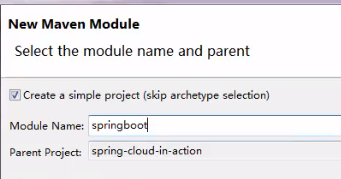 New Maven Module
Select the module name and parent
Create a simple project (skip archetype selection)
Module Name: springboot
Parent Project: spring-cloud-in-action